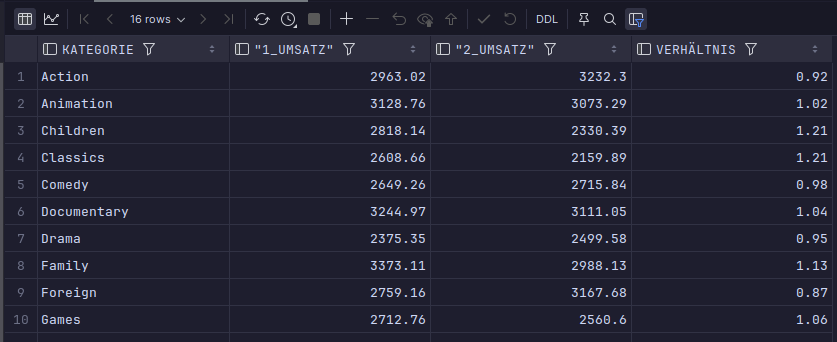 16 rows DDL
KATEGORIE "1_UMSATZ" "2_UMSATZ" VERHÄLTNIS
1 Action 2963.02 3232.3 0.92
2 Animation 3128.76 3073.29 1.02
3 Children 2818.14 2330.39 1.21
4 Classics 2608.66 2159.89 1.21
5 Comedy 2649.26 2715.84 0.98
6 Documentary 3244.97 3111.05 1.04
7 Drama 2375.35 2499.58 0.95
8 Family 3373.11 2988.13 1.13
9 Foreign 2759.16 3167.68 0.87
10 Games 2712.76 2560.6 1.06